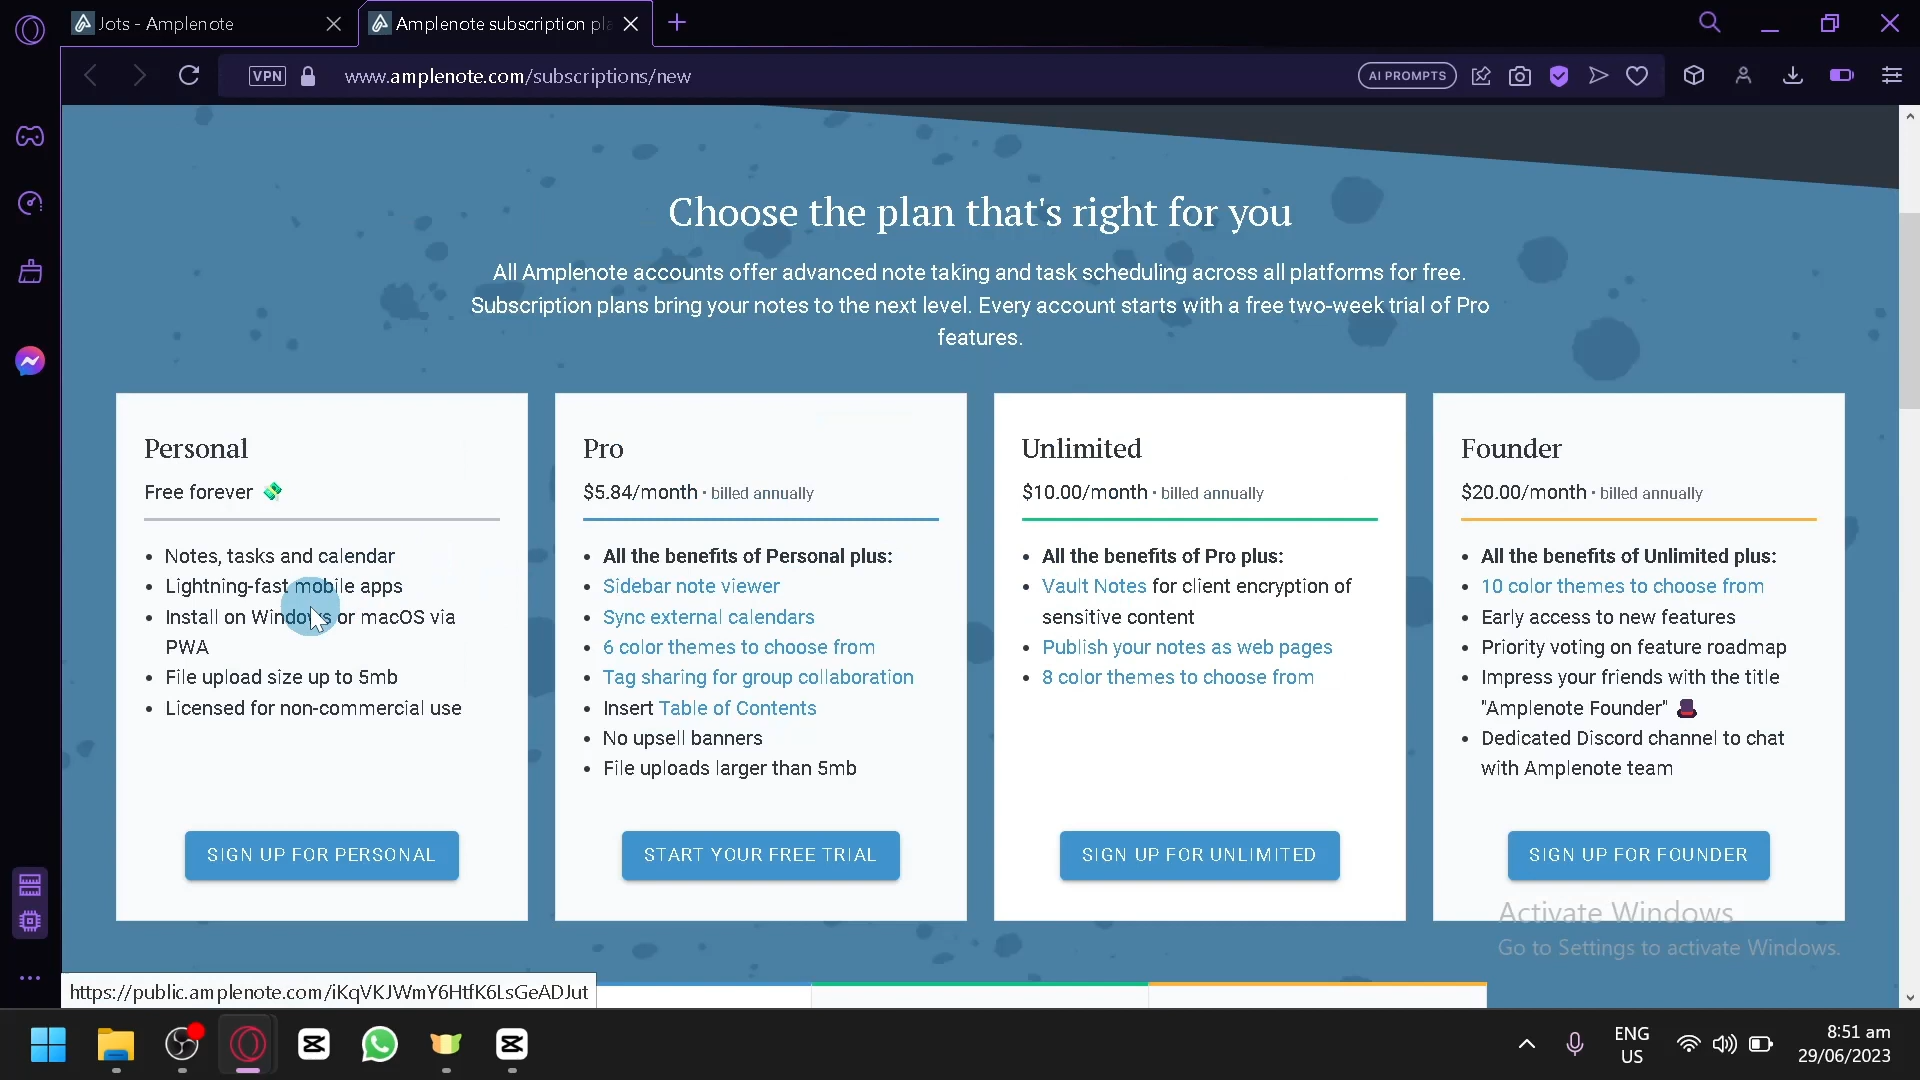 Jots - Amplenote
Amplenote subscription pla
VPN
www.amplenote.com/subscriptions/new
AI PROMPTS
Choose the plan that's right for you
All Amplenote accounts offer advanced note taking and task scheduling across all platforms for free.
Subscription plans bring your notes to the next level. Every account starts with a free two-week trial of Pro
features.
Personal
Free forever 💸
• Notes, tasks and calendar
• Lightning-fast mobile apps
• Install on Windows or macOS via
PWA
• File upload size up to 5mb
• Licensed for non-commercial use
SIGN UP FOR PERSONAL
Pro
$5.84/month • billed annually
• All the benefits of Personal plus:
• Sidebar note viewer
• Sync external calendars
• 6 color themes to choose from
• Tag sharing for group collaboration
• Insert Table of Contents
• No upsell banners
• File uploads larger than 5mb
START YOUR FREE TRIAL
Unlimited
$10.00/month • billed annually
• All the benefits of Pro plus:
• Vault Notes for client encryption of
sensitive content
• Publish your notes as web pages
• 8 color themes to choose from
SIGN UP FOR UNLIMITED
Founder
$20.00/month • billed annually
• All the benefits of Unlimited plus:
• 10 color themes to choose from
• Early access to new features
• Priority voting on feature roadmap
• Impress your friends with the title
"Amplenote Founder"
• Dedicated Discord channel to chat
with Amplenote team
SIGN UP FOR FOUNDER
Activate Windows
Go to Settings to activate Windows.
https://public.amplenote.com/iKqVKJWmY6HtfK6LsGeADJut
ENG
US
8:51 am
29/06/2023